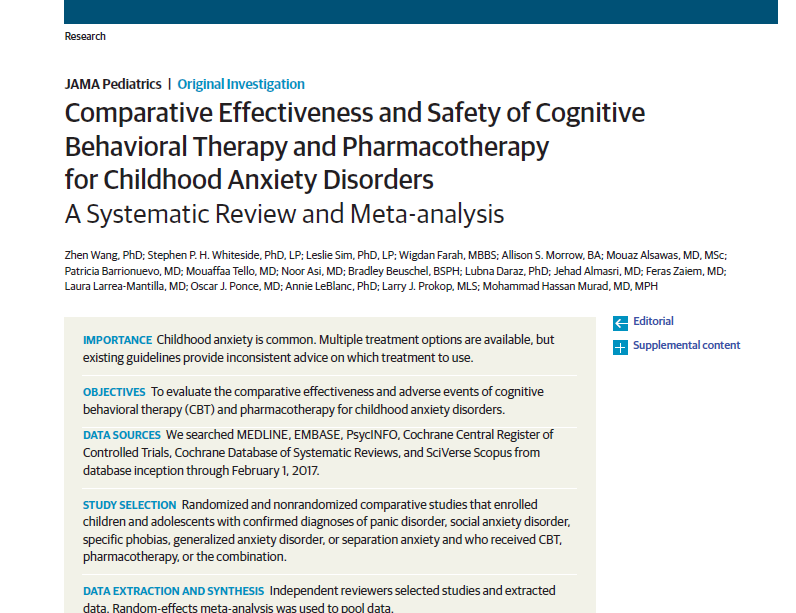 Research
JAMA Pediatrics | Original Investigation
Comparative Effectiveness and Safety of Cognitive
Behavioral Therapy and Pharmacotherapy
for Childhood Anxiety Disorders
A Systematic Review and Meta-analysis
Zhen Wang, PhD; Stephen P. H. Whiteside, PhD, LP; Leslie Sim, PhD, LP; Wigdan Farah, MBBS; Allison S. Morrow, BA; Mouaz Alsawas, MD, MSc;
Patricia Barrionuevo, MD; Mouaffaa Tello, MD; Noor Asi, MD; Bradley Beuschel, BSPH; Lubna Daraz, PhD; Jehad Almasri, MD; Feras Zaiem, MD;
Laura Larrea-Mantilla, MD; Oscar J. Ponce, MD; Annie LeBlanc, PhD; Larry J. Prokop, MLS; Mohammad Hassan Murad, MD, MPH
Editorial
Supplemental content
IMPORTANCE Childhood anxiety is common. Multiple treatment options are available, but
existing guidelines provide inconsistent advice on which treatment to use.
OBJECTIVES To evaluate the comparative effectiveness and adverse events of cognitive
behavioral therapy (CBT) and pharmacotherapy for childhood anxiety disorders.
DATA SOURCES We searched MEDLINE, EMBASE, PsycINFO, Cochrane Central Register of
Controlled Trials, Cochrane Database of Systematic Reviews, and SciVerse Scopus from
database inception through February 1, 2017.
STUDY SELECTION Randomized and nonrandomized comparative studies that enrolled
children and adolescents with confirmed diagnoses of panic disorder, social anxiety disorder,
specific phobias, generalized anxiety disorder, or separation anxiety and who received CBT,
pharmacotherapy, or the combination.
DATA EXTRACTION AND SYNTHESIS Independent reviewers selected studies and extracted
data. Random-effects meta-analysis was used to pool data.